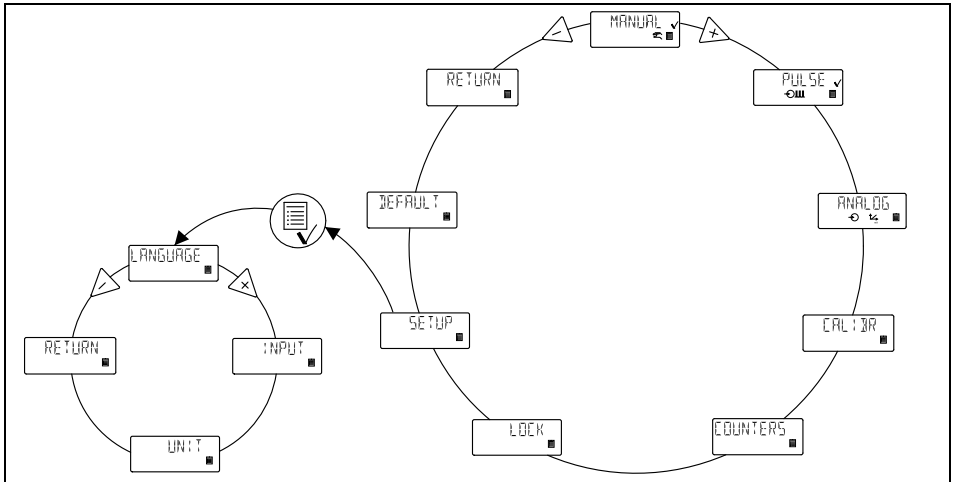 MANUAL
PULSE
ANALOG
CALIBR
COUNTERS
LOCK
SETUP
DEFAULT
RETURN
LANGUAGE
INPUT
UNIT
RETURN